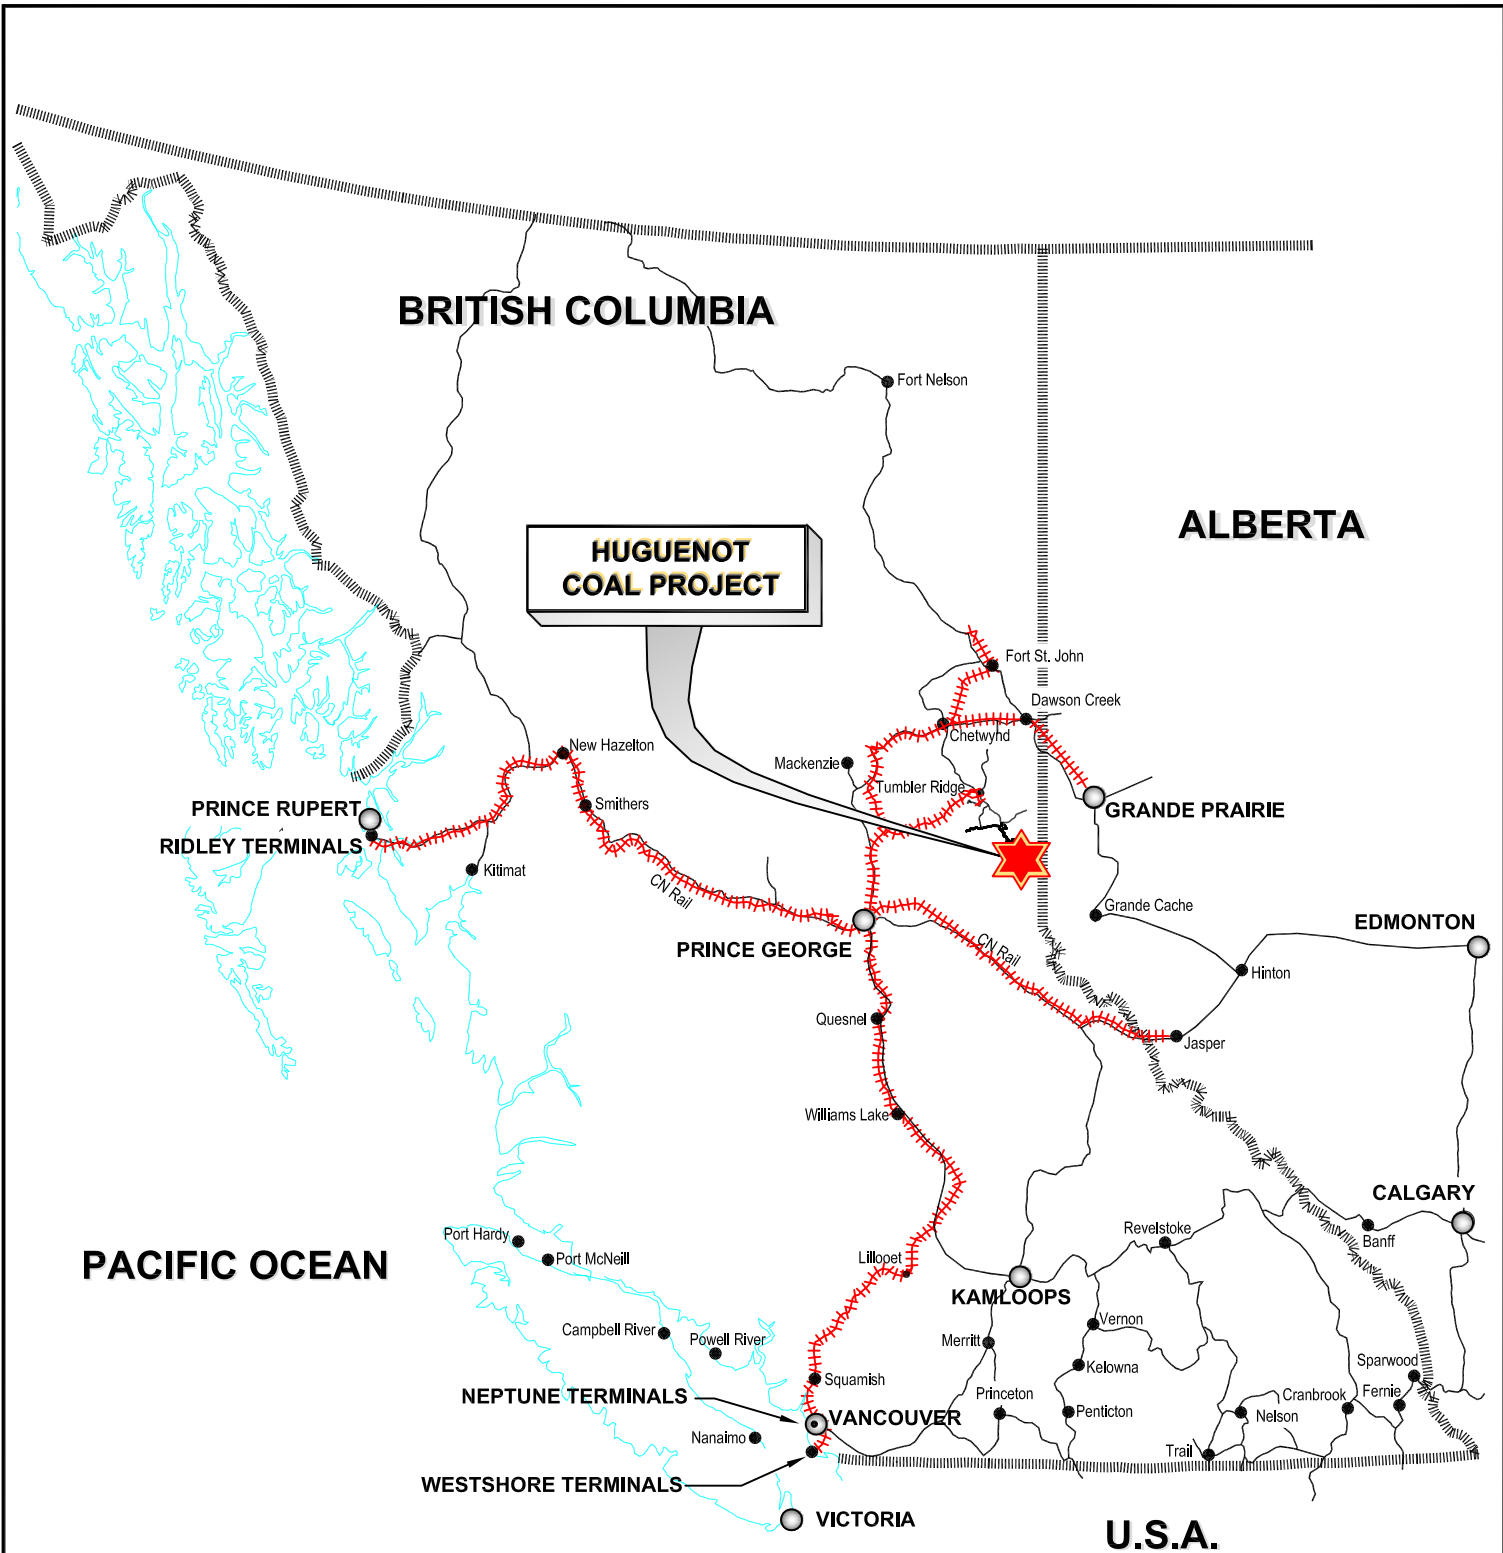 BRITISH COLUMBIA
Fort Nelson
ALBERTA
HUGUENOT
COAL PROJECT
Fort St. John
Dawson Creek
Chetwynd
New Hazelton
Mackenzie
Tumbler Ridge
PRINCE RUPERT
Smithers
GRANDE PRAIRIE
RIDLEY TERMINALS
Kitimat
CN Rail
Grande Cache
EDMONTON
PRINCE GEORGE
CN Rail
Hinton
Quesnel
Jasper
Williams Lake
CALGARY
Port Hardy
Revelstoke
Banff
PACIFIC OCEAN
Port McNeill
Lillooet
KAMLOOPS
Campbell River
Powell River
Vernon
Merritt
Kelowna
Sparwood
Squamish
NEPTUNE TERMINALS
Princeton
Cranbrook
Fernie
VANCOUVER
Penticton
Nelson
Nanaimo
Trail
WESTSHORE TERMINALS
VICTORIA
U.S.A.